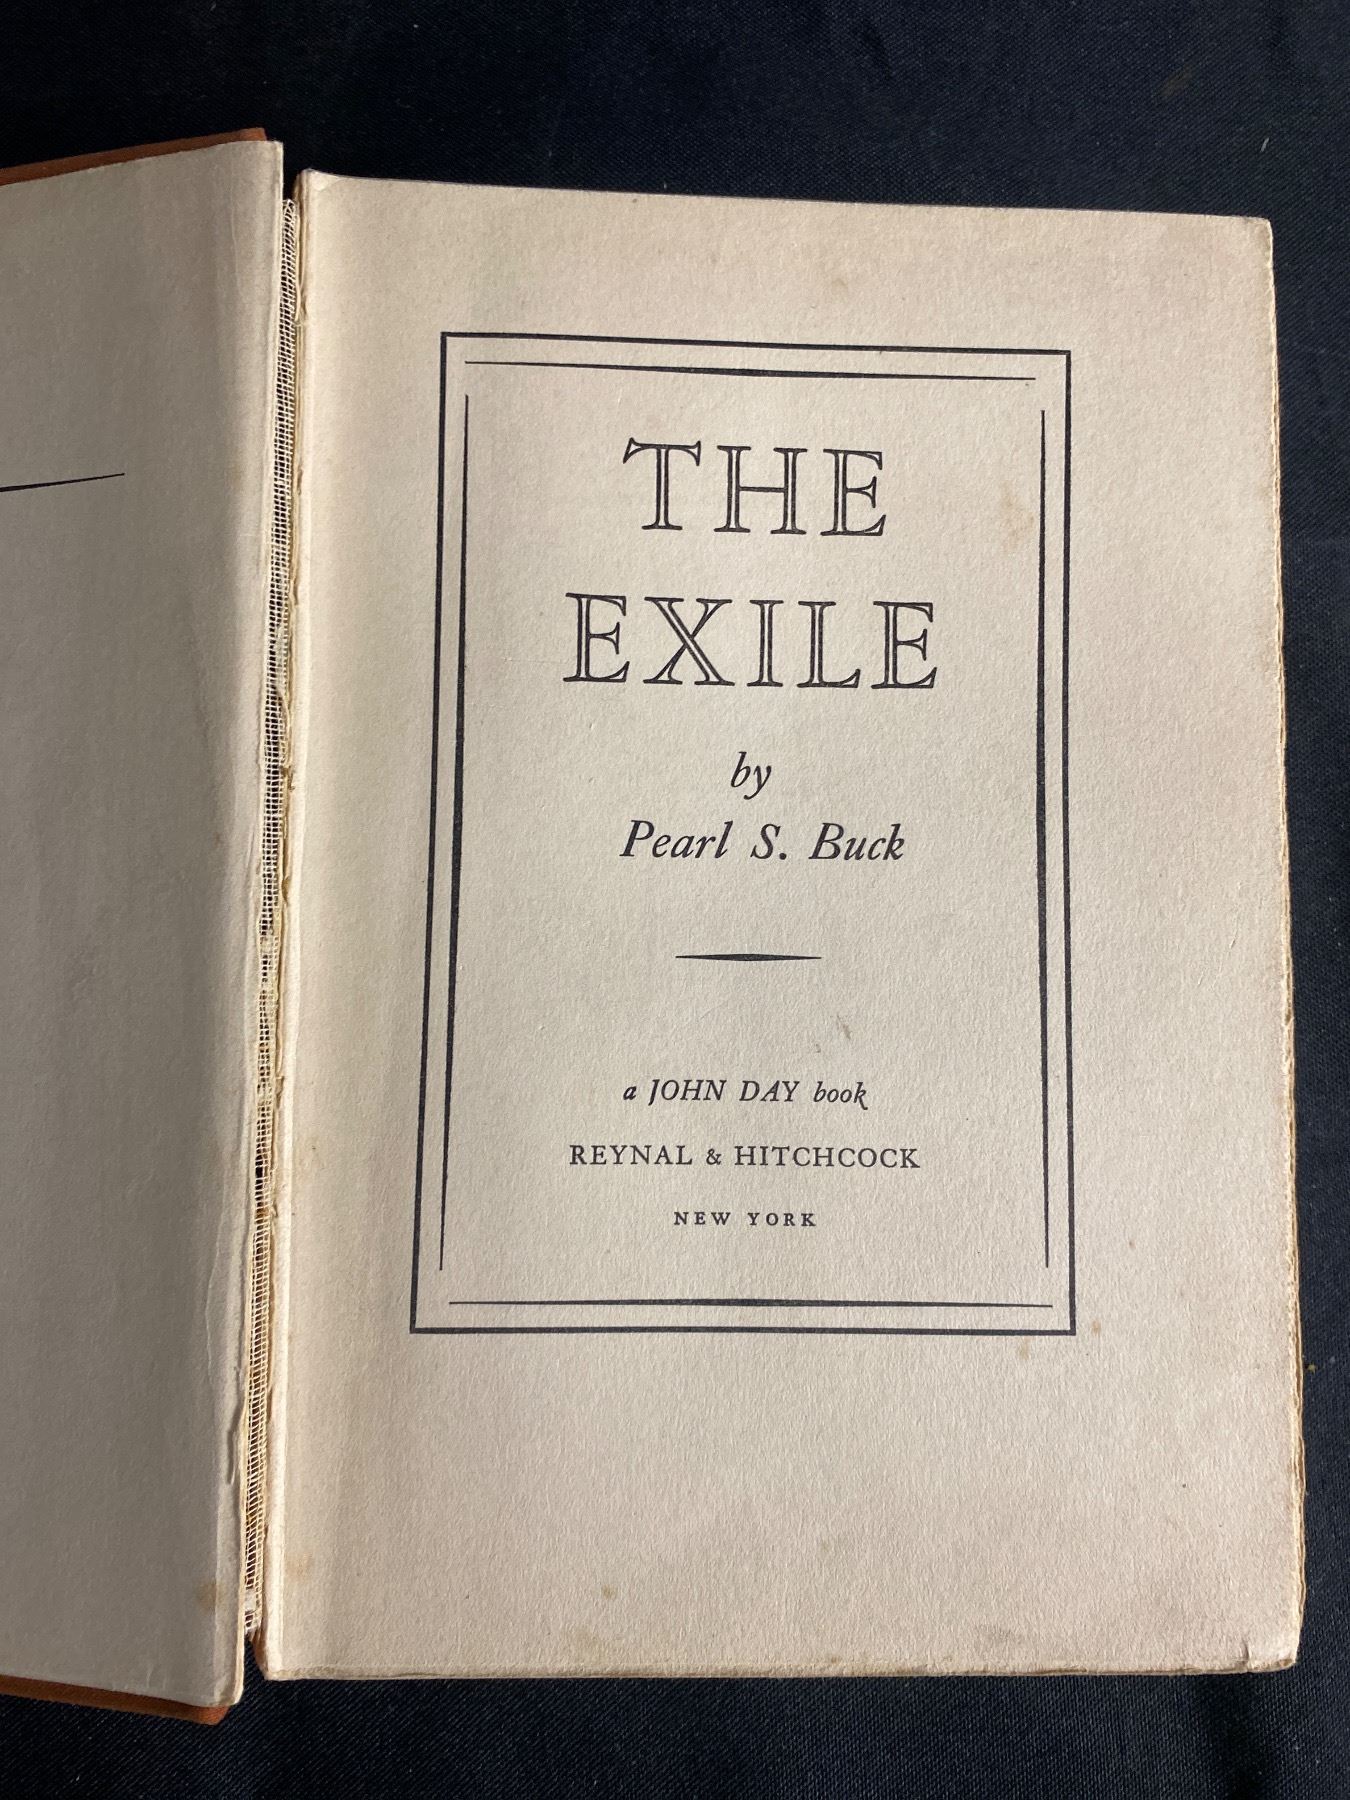 THE
EXILE
by
Pearl S. Buck
a JOHN DAY book
REYNAL & HITCHCOCK
NEW YORK